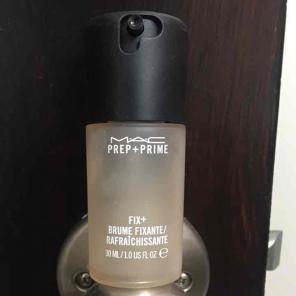 MAC
PREP+PRIME
FIX+
BRUME FIXANTE/
RAFRAÎCHISSANTE
30 ML/1.0 US FL OZ ℮